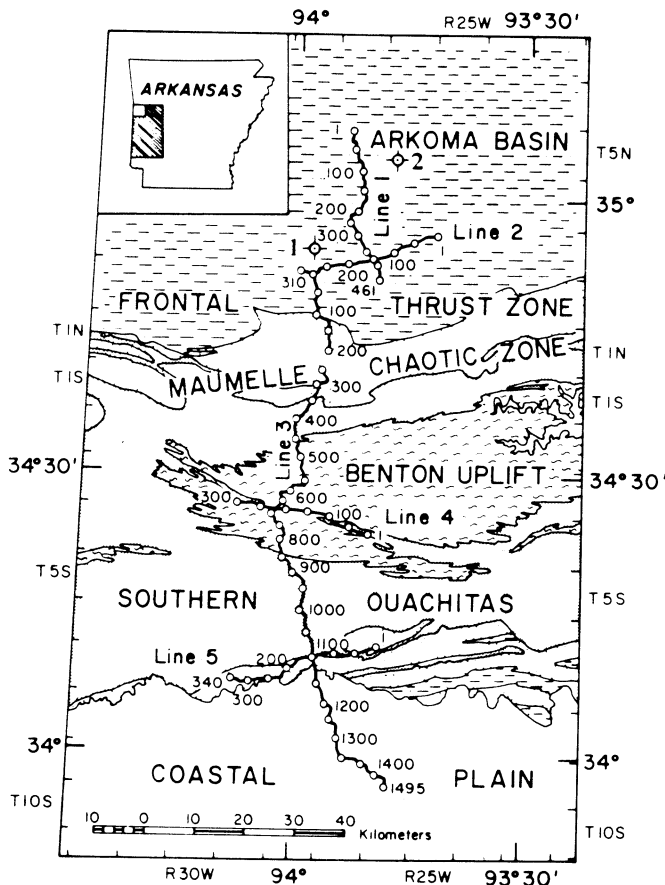 94° R25W 93°30'
ARKANSAS
1 ARKOMA BASIN
2
T5N
100
Line 1
35°
200
300
Line 2
1
1
100
200
310
461
FRONTAL THRUST ZONE
100
T1N
200
CHAOTIC ZONE
T1N
MAUMELLE
300
T1S
T1S
400
Line 3
34°30'
500
BENTON UPLIFT
34°30'
300
600
100
Line 4
1
800
900
T5S
SOUTHERN OUACHITAS
T5S
1000
1
1100
Line 5
200
340
300
1200
34°
1300
34°
1400
COASTAL PLAIN
1495
T10S
10 0 10 20 30 40
Kilometers
T10S
R30W 94° R25W 93°30'